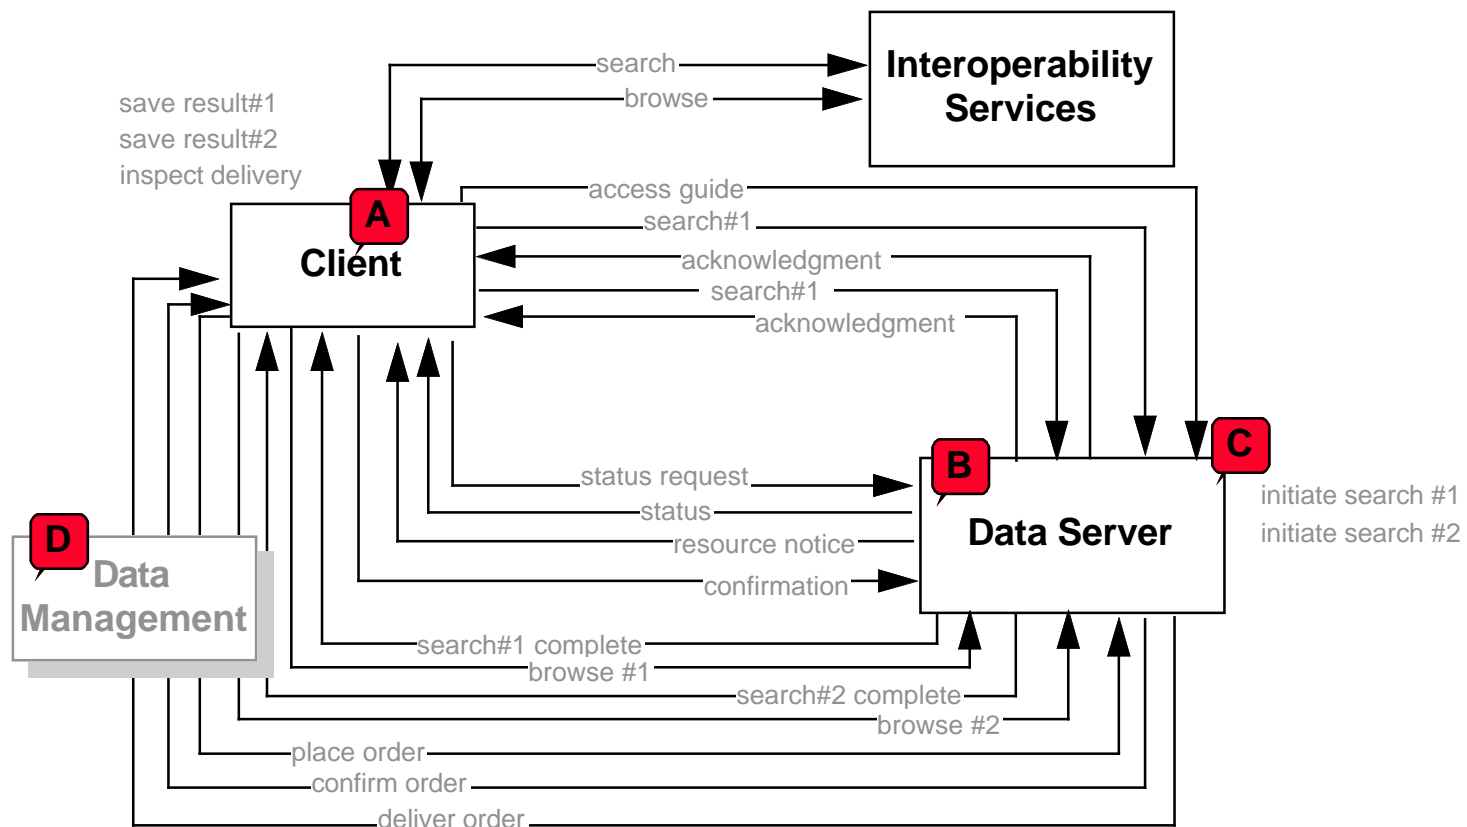 search
Interoperability
Services
browse
save result#1
save result#2
inspect delivery
access guide
A
search#1
Client
acknowledgment
search#1
acknowledgment
C
B
status request
initiate search #1
status
Data Server
initiate search #2
resource notice
D
Data
Management
confirmation
search#1 complete
browse #1
search#2 complete
browse #2
place order
confirm order
deliver order